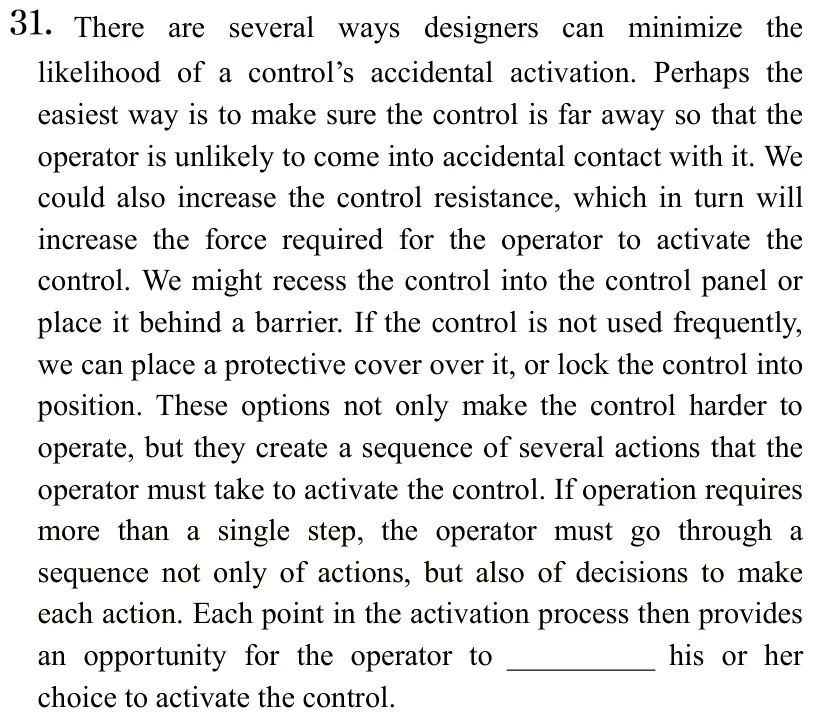 31. There are several ways designers can minimize the
likelihood of a control’s accidental activation. Perhaps the
easiest way is to make sure the control is far away so that the
operator is unlikely to come into accidental contact with it. We
could also increase the control resistance, which in turn will
increase the force required for the operator to activate the
control. We might recess the control into the control panel or
place it behind a barrier. If the control is not used frequently,
we can place a protective cover over it, or lock the control into
position. These options not only make the control harder to
operate, but they create a sequence of several actions that the
operator must take to activate the control. If operation requires
more than a single step, the operator must go through a
sequence not only of actions, but also of decisions to make
each action. Each point in the activation process then provides
an opportunity for the operator to __________ his or her
choice to activate the control.